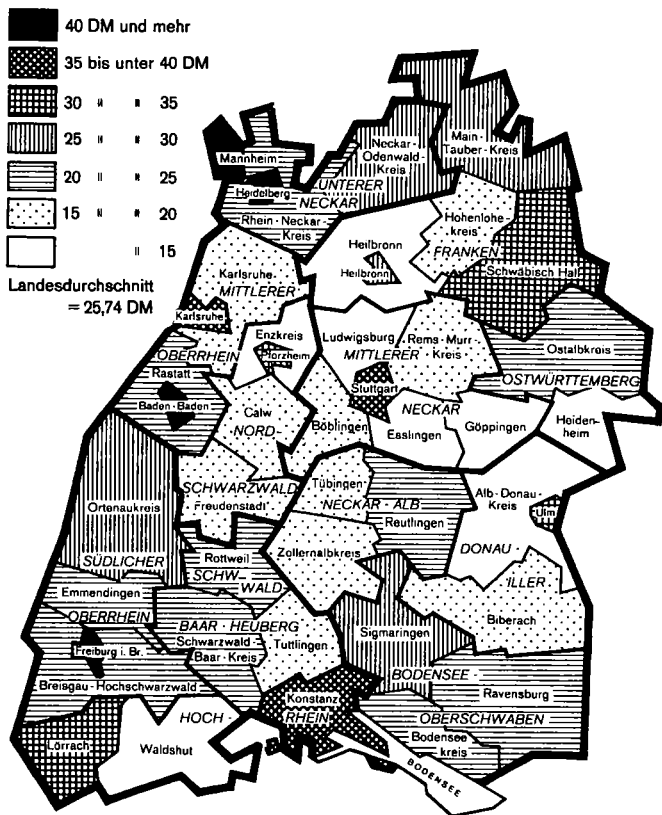 40 DM und mehr
35 bis unter 40 DM
30 " " 35
25 " " 30
20 " " 25
15 " " 20
" 15
Landesdurchschnitt
= 25,74 DM
Mannheim
Heidelberg
UNTERER
NECKAR
Rhein-Neckar-
Kreis
Neckar-
Odenwald-
Kreis
Main-
Tauber-Kreis
Heilbronn
Heilbronn
Hohenlohe-
kreis
FRANKEN
Schwäbisch Hall
Karlsruhe
MITTLERER
Karlsruhe
OBERRHEIN
Rastatt
Baden-Baden
Enzkreis
Pforzheim
Calw
NORD-
SCHWARZWALD
Freudenstadt
Ludwigsburg
MITTLERER
Rems-Murr-
Kreis
Stuttgart
NECKAR
Böblingen
Esslingen
Göppingen
Ostalbkreis
OSTWÜRTTEMBERG
Heiden-
heim
Tübingen
NECKAR-ALB
Reutlingen
Zollernalbkreis
Alb-Donau-
Kreis
Ulm
DONAU-
ILLER
Biberach
Ortenaukreis
SÜDLICHER
Emmendingen
OBERRHEIN
Freiburg i. Br.
Breisgau-Hochschwarzwald
Rottweil
SCHW
WALD
BAAR-HEUBERG
Schwarzwald-
Baar-Kreis
Tuttlingen
Sigmaringen
BODENSEE
Ravensburg
OBERSCHWABEN
Bodensee
kreis
Konstanz
RHEIN
HOCH-
Lörrach
Waldshut
BODENSEE